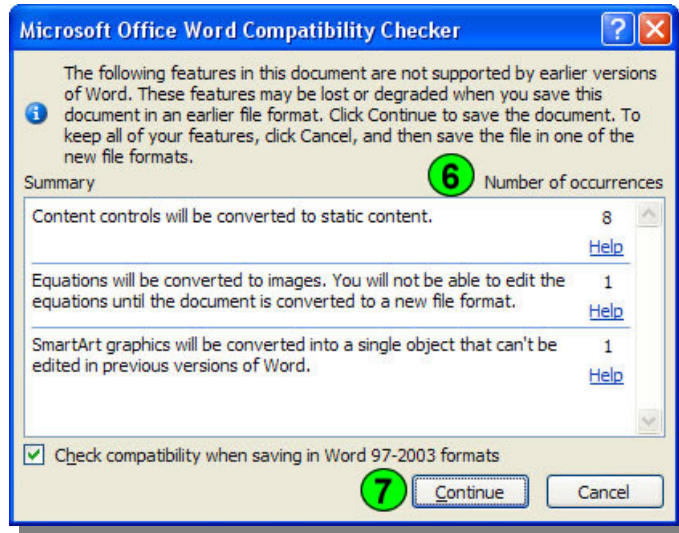 Microsoft Office Word Compatibility Checker
The following features in this document are not supported by earlier versions
of Word. These features may be lost or degraded when you save this
document in an earlier file format. Click Continue to save the document. To
keep all of your features, click Cancel, and then save the file in one of the
new file formats.
Summary 6 Number of occurrences
Content controls will be converted to static content. 8
Help
Equations will be converted to images. You will not be able to edit the 1
equations until the document is converted to a new file format.
Help
SmartArt graphics will be converted into a single object that can't be 1
edited in previous versions of Word.
Help
Check compatibility when saving in Word 97-2003 formats
7 Continue Cancel